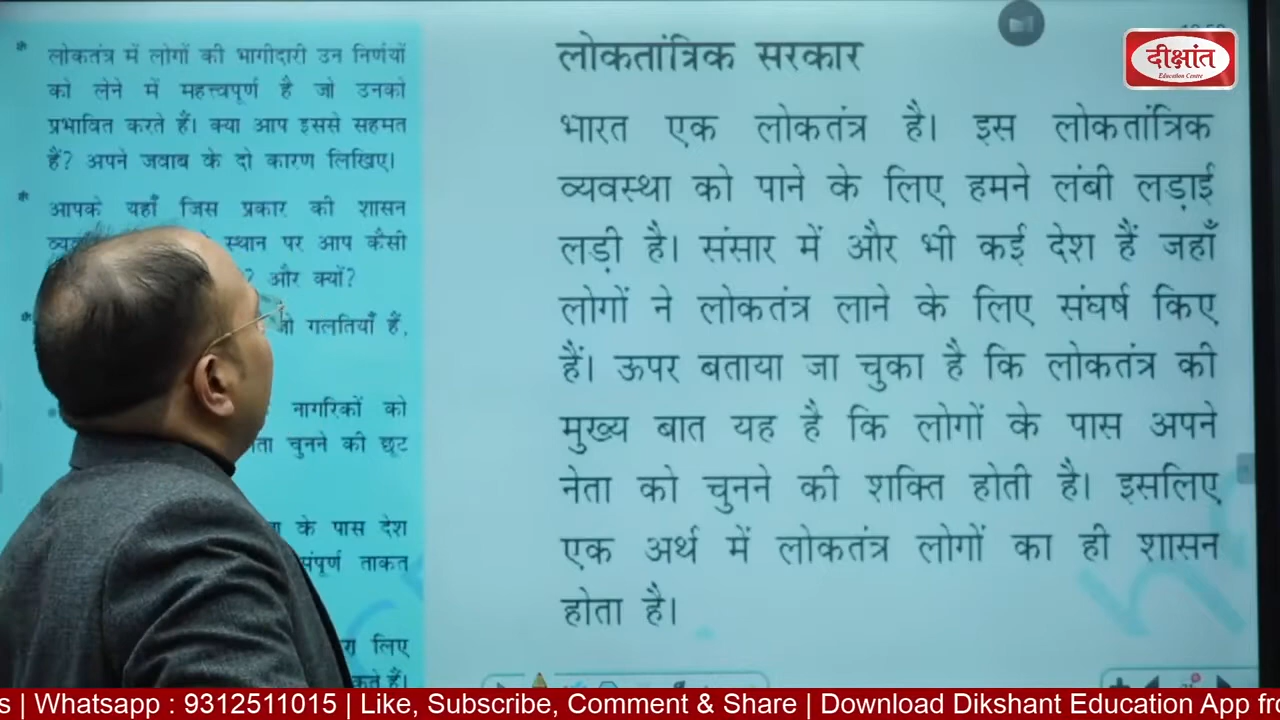 * लोकतंत्र में लोगों की भागीदारी उन निर्णयों
को लेने में महत्त्वपूर्ण है जो उनको
प्रभावित करते हैं। क्या आप इससे सहमत
हैं? अपने जवाब के दो कारण लिखिए।
* आपके यहाँ जिस प्रकार की शासन
स्थान पर आप कैसी
? और क्यों?
गलतियाँ हैं,
नागरिकों को
चुनने की छूट
के पास देश
संपूर्ण ताकत
लिए
हैं।
लोकतांत्रिक सरकार
भारत एक लोकतंत्र है। इस लोकतांत्रिक
व्यवस्था को पाने के लिए हमने लंबी लड़ाई
लड़ी है। संसार में और भी कई देश हैं जहाँ
लोगों ने लोकतंत्र लाने के लिए संघर्ष किए
हैं। ऊपर बताया जा चुका है कि लोकतंत्र की
मुख्य बात यह है कि लोगों के पास अपने
नेता को चुनने की शक्ति होती है। इसलिए
एक अर्थ में लोकतंत्र लोगों का ही शासन
होता है।
दीक्षांत
Education Centre
s | Whatsapp : 9312511015 | Like, Subscribe, Comment & Share | Download Dikshant Education App fro